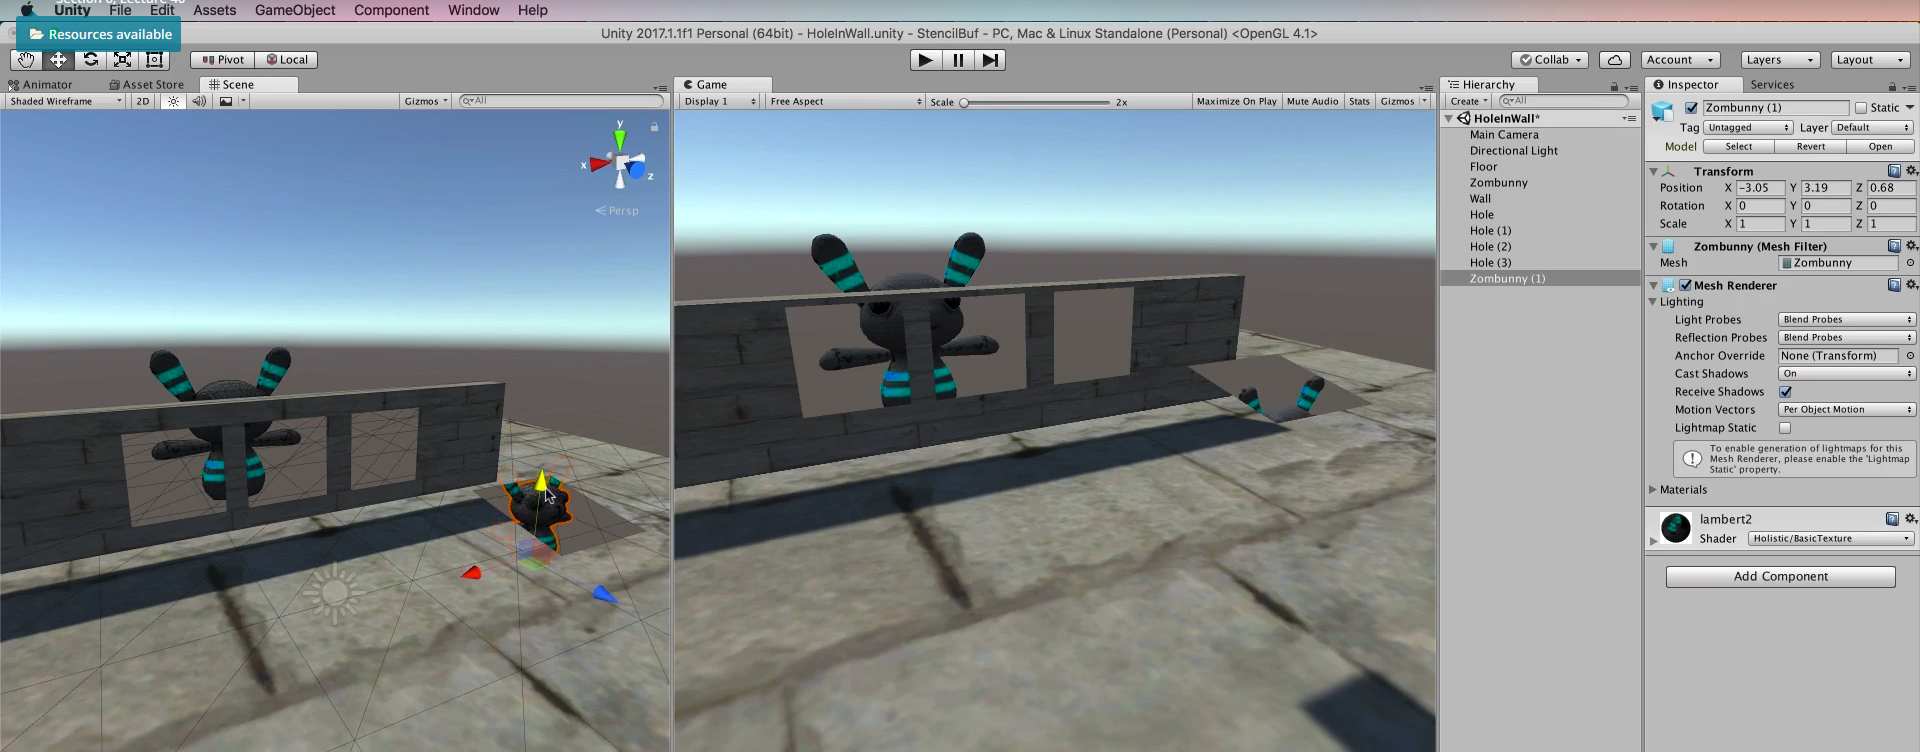 Unity File Edit Assets GameObject Component Window Help
Section 6, Lecture 40
Resources available
Unity 2017.1.1f1 Personal (64bit) - HoleInWall.unity - StencilBuf - PC, Mac & Linux Standalone (Personal) <OpenGL 4.1>
Pivot Local
Collab Account Layers Layout
Animator Asset Store Scene
Shaded Wireframe 2D Gizmos All
y
x
z
Persp
Game
Display 1 Free Aspect Scale 2x Maximize On Play Mute Audio Stats Gizmos
Hierarchy
Create All
HoleInWall*
Main Camera
Directional Light
Floor
Zombunny
Wall
Hole
Hole (1)
Hole (2)
Hole (3)
Zombunny (1)
Inspector Services
Zombunny (1) Static
Tag Untagged Layer Default
Model Select Revert Open
Transform
Position X -3.05 Y 3.19 Z 0.68
Rotation X 0 Y 0 Z 0
Scale X 1 Y 1 Z 1
Zombunny (Mesh Filter)
Mesh Zombunny
Mesh Renderer
Lighting
Light Probes Blend Probes
Reflection Probes Blend Probes
Anchor Override None (Transform)
Cast Shadows On
Receive Shadows
Motion Vectors Per Object Motion
Lightmap Static
To enable generation of lightmaps for this
Mesh Renderer, please enable the 'Lightmap
Static' property.
Materials
lambert2
Shader Holistic/BasicTexture
Add Component